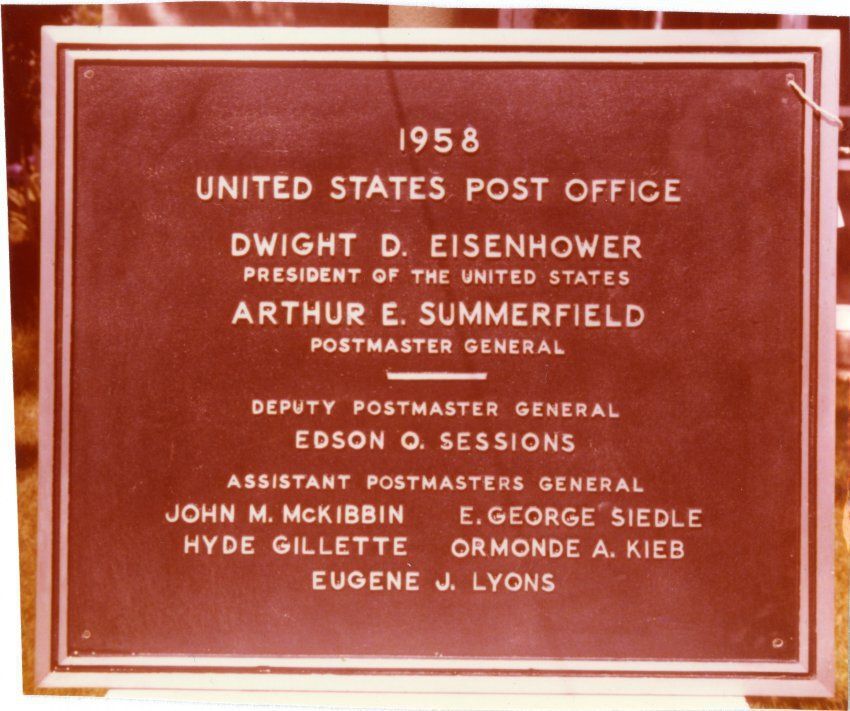 1958
UNITED STATES POST OFFICE
DWIGHT D. EISENHOWER
PRESIDENT OF THE UNITED STATES
ARTHUR E. SUMMERFIELD
POSTMASTER GENERAL
DEPUTY POSTMASTER GENERAL
EDSON O. SESSIONS
ASSISTANT POSTMASTERS GENERAL
JOHN M. McKIBBIN E. GEORGE SIEDLE
HYDE GILLETTE ORMONDE A. KIEB
EUGENE J. LYONS